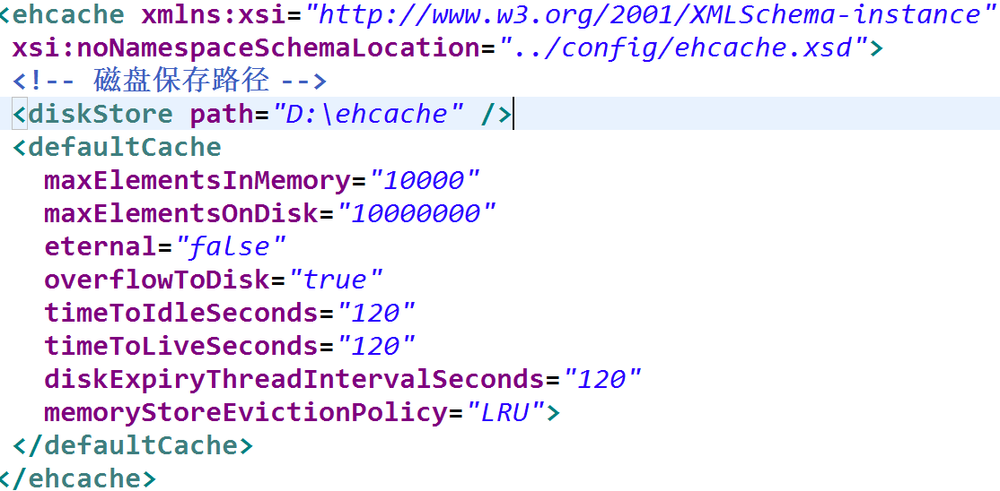 <ehcache xmlns:xsi="http://www.w3.org/2001/XMLSchema-instance"
xsi:noNamespaceSchemaLocation="../config/ehcache.xsd">
<!-- 磁盘保存路径 -->
<diskStore path="D:\ehcache" />
<defaultCache
maxElementsInMemory="10000"
maxElementsOnDisk="10000000"
eternal="false"
overflowToDisk="true"
timeToIdleSeconds="120"
timeToLiveSeconds="120"
diskExpiryThreadIntervalSeconds="120"
memoryStoreEvictionPolicy="LRU">
</defaultCache>
</ehcache>